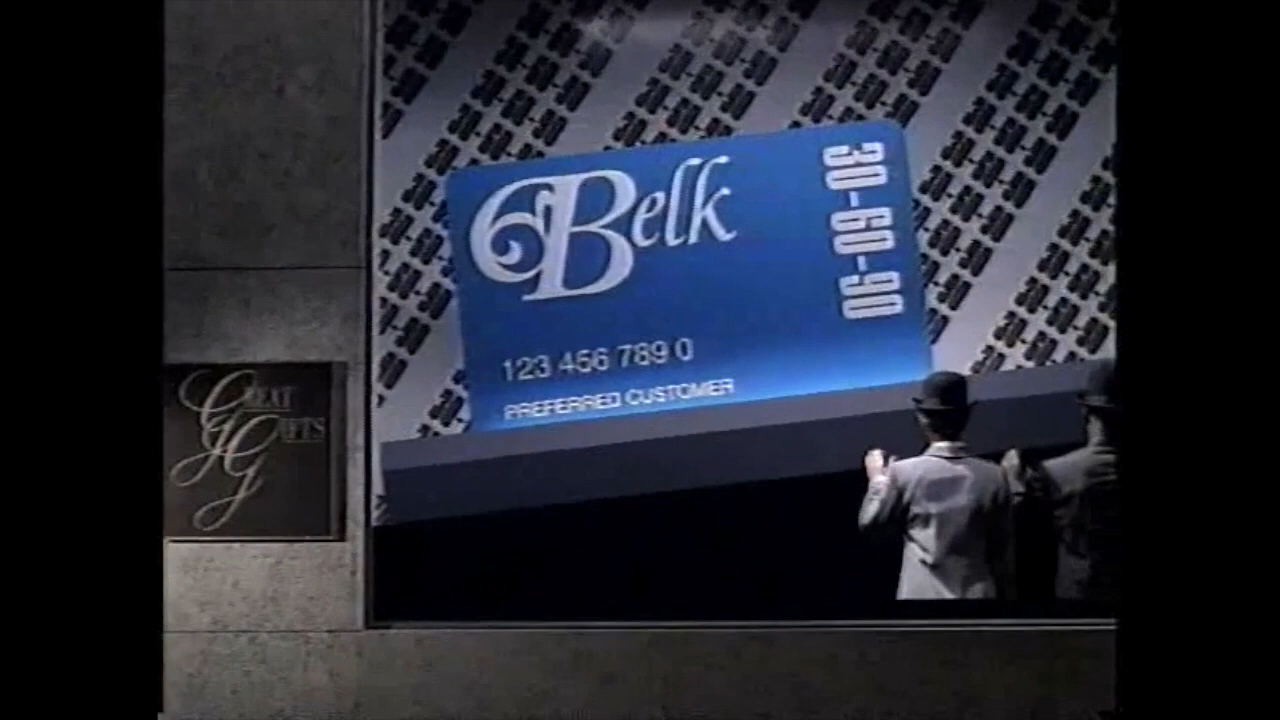 Belk
30-60-90
123 456 789 0
PREFERRED CUSTOMER
GREAT
GIFTS